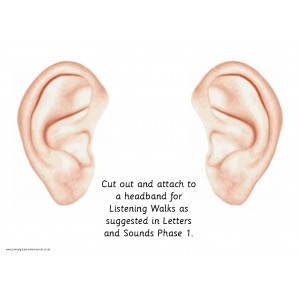 Cut out and attach to
a headband for
Listening Walks as
suggested in Letters
and Sounds Phase 1.